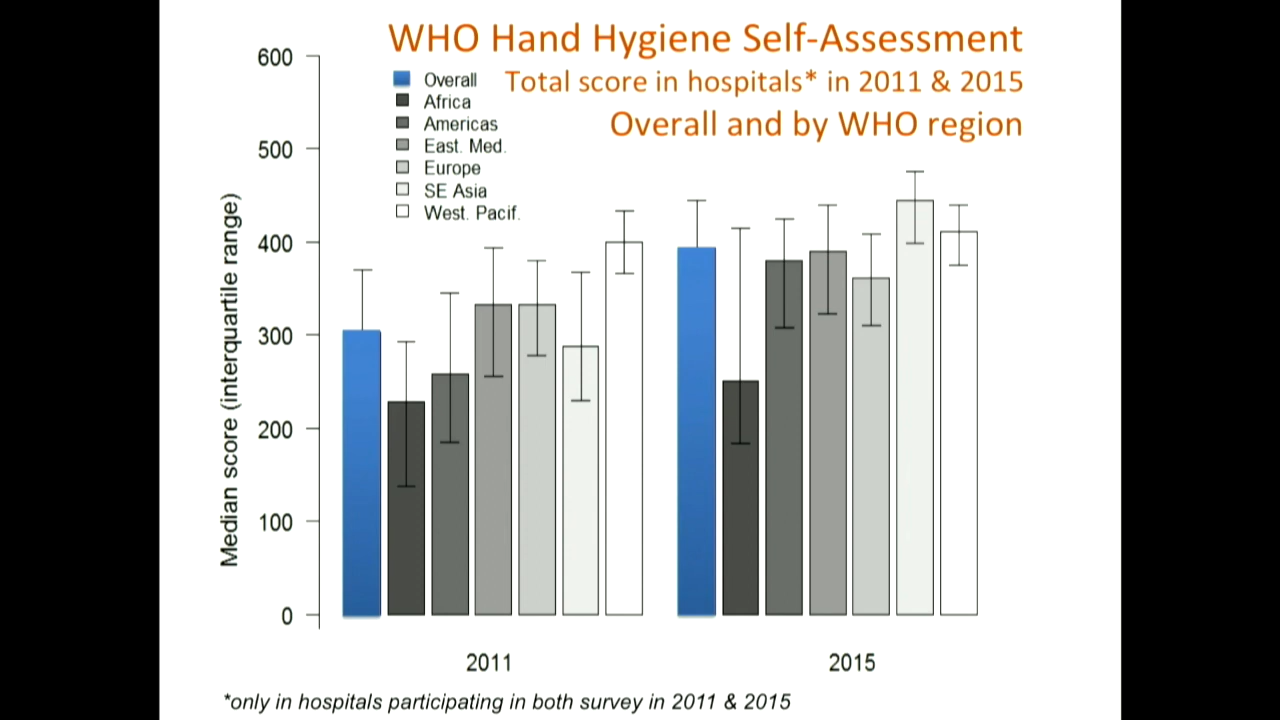 WHO Hand Hygiene Self-Assessment
Total score in hospitals* in 2011 & 2015
Overall and by WHO region
Overall
Africa
Americas
East. Med.
Europe
SE Asia
West. Pacif.
Median score (interquartile range)
600
500
400
300
200
100
0
2011
2015
*only in hospitals participating in both survey in 2011 & 2015